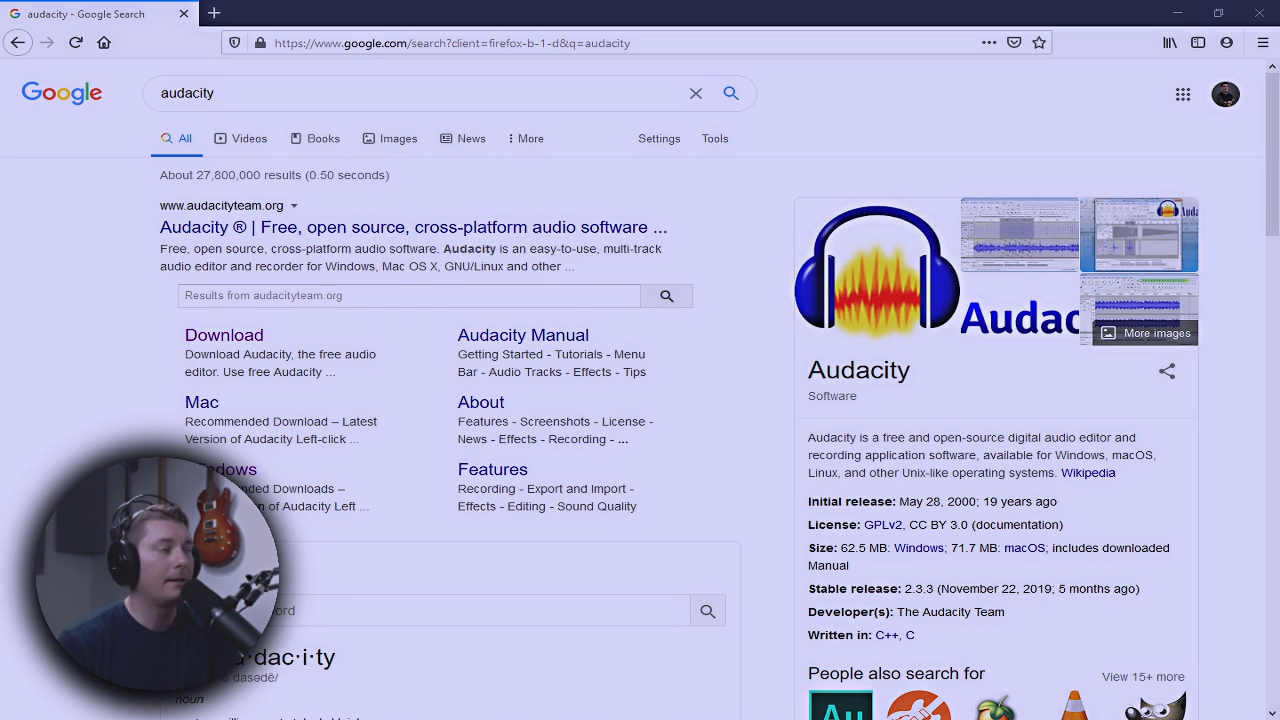 audacity - Google Search
https://www.google.com/search?client=firefox-b-1-d&q=audacity
Google
audacity
All
Videos
Books
Images
News
More
Settings
Tools
About 27,800,000 results (0.50 seconds)
www.audacityteam.org
Audacity ® | Free, open source, cross-platform audio software ...
Free, open source, cross-platform audio software. Audacity is an easy-to-use, multi-track
audio editor and recorder for Windows, Mac OS X, GNU/Linux and other ...
Results from audacityteam.org
Download
Download Audacity, the free audio
editor. Use free Audacity ...
Audacity Manual
Getting Started - Tutorials - Menu
Bar - Audio Tracks - Effects - Tips
Mac
Recommended Download – Latest
Version of Audacity Left-click ...
About
Features - Screenshots - License -
News - Effects - Recording - ...
Downloads –
of Audacity Left ...
Features
Recording - Export and Import -
Effects - Editing - Sound Quality
dac·i·ty
noun
Audac
More images
Audacity
Software
Audacity is a free and open-source digital audio editor and
recording application software, available for Windows, macOS,
Linux, and other Unix-like operating systems. Wikipedia
Initial release: May 28, 2000; 19 years ago
License: GPLv2, CC BY 3.0 (documentation)
Size: 62.5 MB: Windows; 71.7 MB: macOS; includes downloaded
Manual
Stable release: 2.3.3 (November 22, 2019; 5 months ago)
Developer(s): The Audacity Team
Written in: C++, C
People also search for
View 15+ more
Au